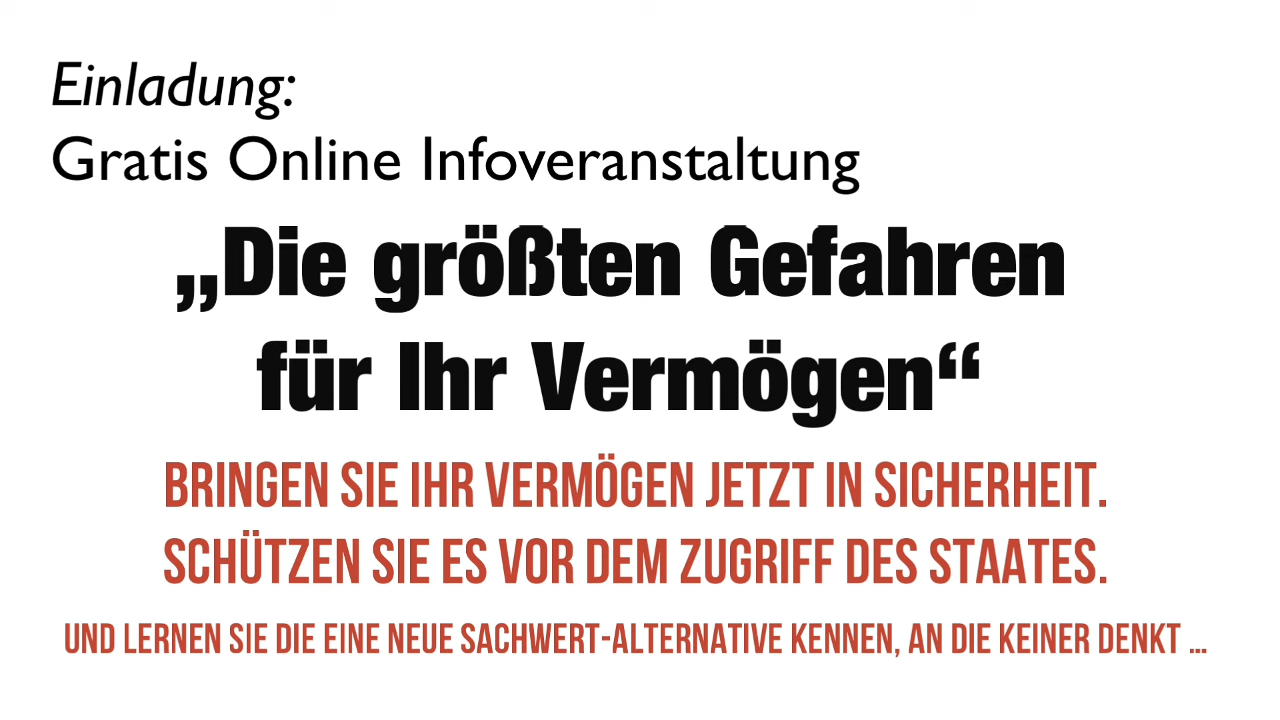 Einladung:
Gratis Online Infoveranstaltung
„Die größten Gefahren
für Ihr Vermögen“
BRINGEN SIE IHR VERMÖGEN JETZT IN SICHERHEIT.
SCHÜTZEN SIE ES VOR DEM ZUGRIFF DES STAATES.
UND LERNEN SIE DIE EINE NEUE SACHWERT-ALTERNATIVE KENNEN, AN DIE KEINER DENKT ...